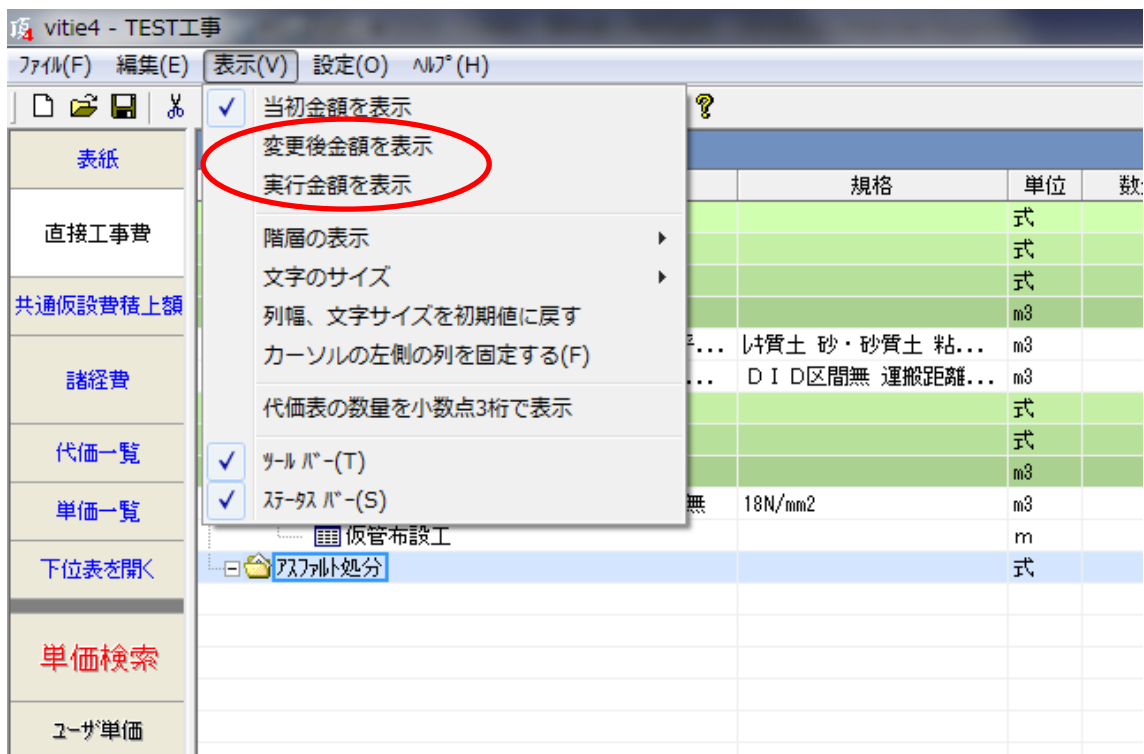 vitie4 - TEST工事
ﾌｧｲﾙ(F) 編集(E) 表示(V) 設定(O) ﾍﾙﾌﾟ(H)
当初金額を表示
変更後金額を表示
実行金額を表示
階層の表示
文字のサイズ
列幅、文字サイズを初期値に戻す
カーソルの左側の列を固定する(F)
代価表の数量を小数点3桁で表示
ﾂｰﾙ ﾊﾞｰ(T)
ｽﾃｰﾀｽ ﾊﾞｰ(S)
表紙
直接工事費
共通仮設費積上額
諸経費
代価一覧
単価一覧
下位表を開く
単価検索
ﾕｰｻﾞ単価
規格 単位
式
式
式
m3
... ﾚｷ質土 砂・砂質土 粘... m3
... ＤＩＤ区間無 運搬距離... m3
式
式
m3
無 18N/mm2 m3
仮管布設工 m
ｱｽﾌｧﾙﾄ処分 式